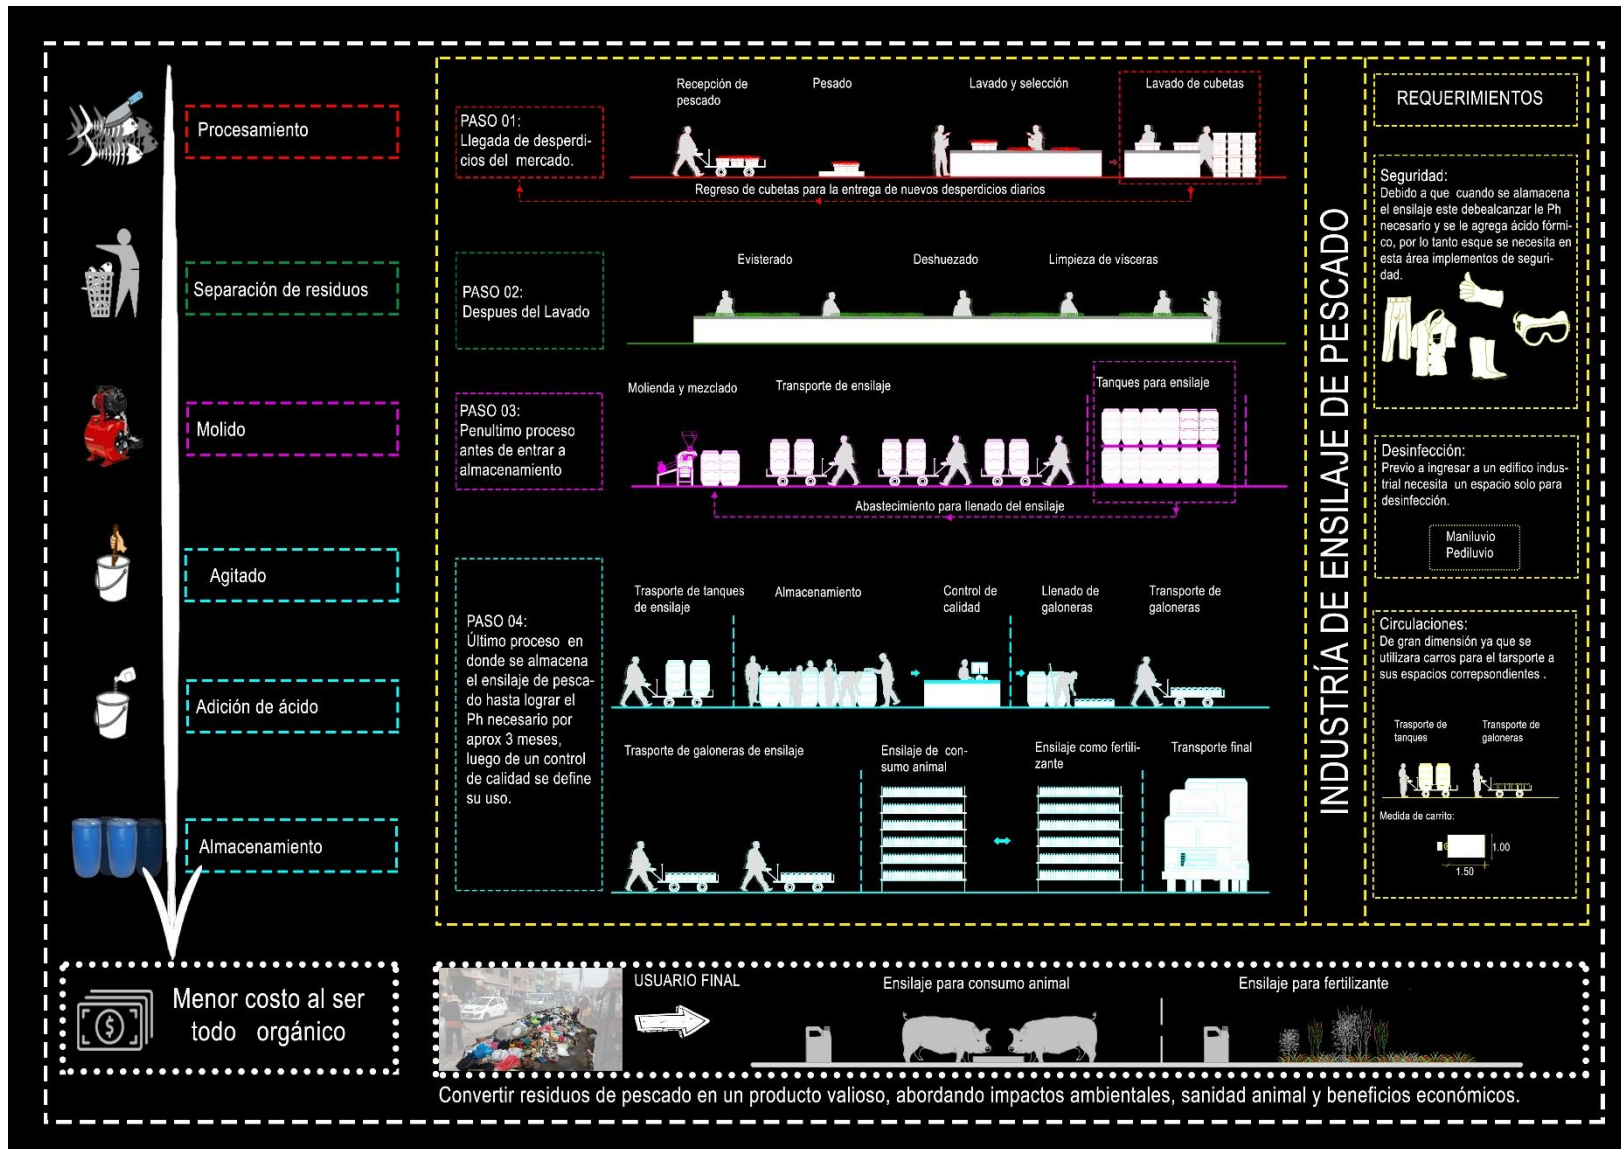 Procesamiento
Separación de residuos
Molido
Agitado
Adición de ácido
Almacenamiento
Menor costo al ser
todo orgánico
PASO 01:
Llegada de desperdi-
cios del mercado.
Recepción de
pescado
Pesado
Lavado y selección
Lavado de cubetas
Regreso de cubetas para la entrega de nuevos desperdicios diarios
PASO 02:
Despues del Lavado
Evisterado
Deshuezado
Limpieza de vísceras
PASO 03:
Penultimo proceso
antes de entrar a
almacenamiento
Molienda y mezclado
Transporte de ensilaje
Tanques para ensilaje
Abastecimiento para llenado del ensilaje
PASO 04:
Último proceso en
donde se almacena
el ensilaje de pesca-
do hasta lograr el
Ph necesario por
aprox 3 meses,
luego de un control
de calidad se define
su uso.
Trasporte de tanques
de ensilaje
Almacenamiento
Control de
calidad
Llenado de
galoneras
Transporte de
galoneras
Trasporte de galoneras de ensilaje
Ensilaje de con-
sumo animal
Ensilaje como fertili-
zante
Transporte final
INDUSTRÍA DE ENSILAJE DE PESCADO
REQUERIMIENTOS
Seguridad:
Debido a que cuando se alamacena
el ensilaje este debealcanzar le Ph
necesario y se le agrega ácido fórmi-
co, por lo tanto esque se necesita en
esta área implementos de seguri-
dad.
Desinfección:
Previo a ingresar a un edifico indus-
trial necesita un espacio solo para
desinfección.
Maniluvio
Pediluvio
Circulaciones:
De gran dimensión ya que se
utilizara carros para el tarsporte a
sus espacios correpsondientes .
Trasporte de
tanques
Transporte de
galoneras
Medida de carrito:
1.00
1.50
USUARIO FINAL
Ensilaje para consumo animal
Ensilaje para fertilizante
Convertir residuos de pescado en un producto valioso, abordando impactos ambientales, sanidad animal y beneficios económicos.